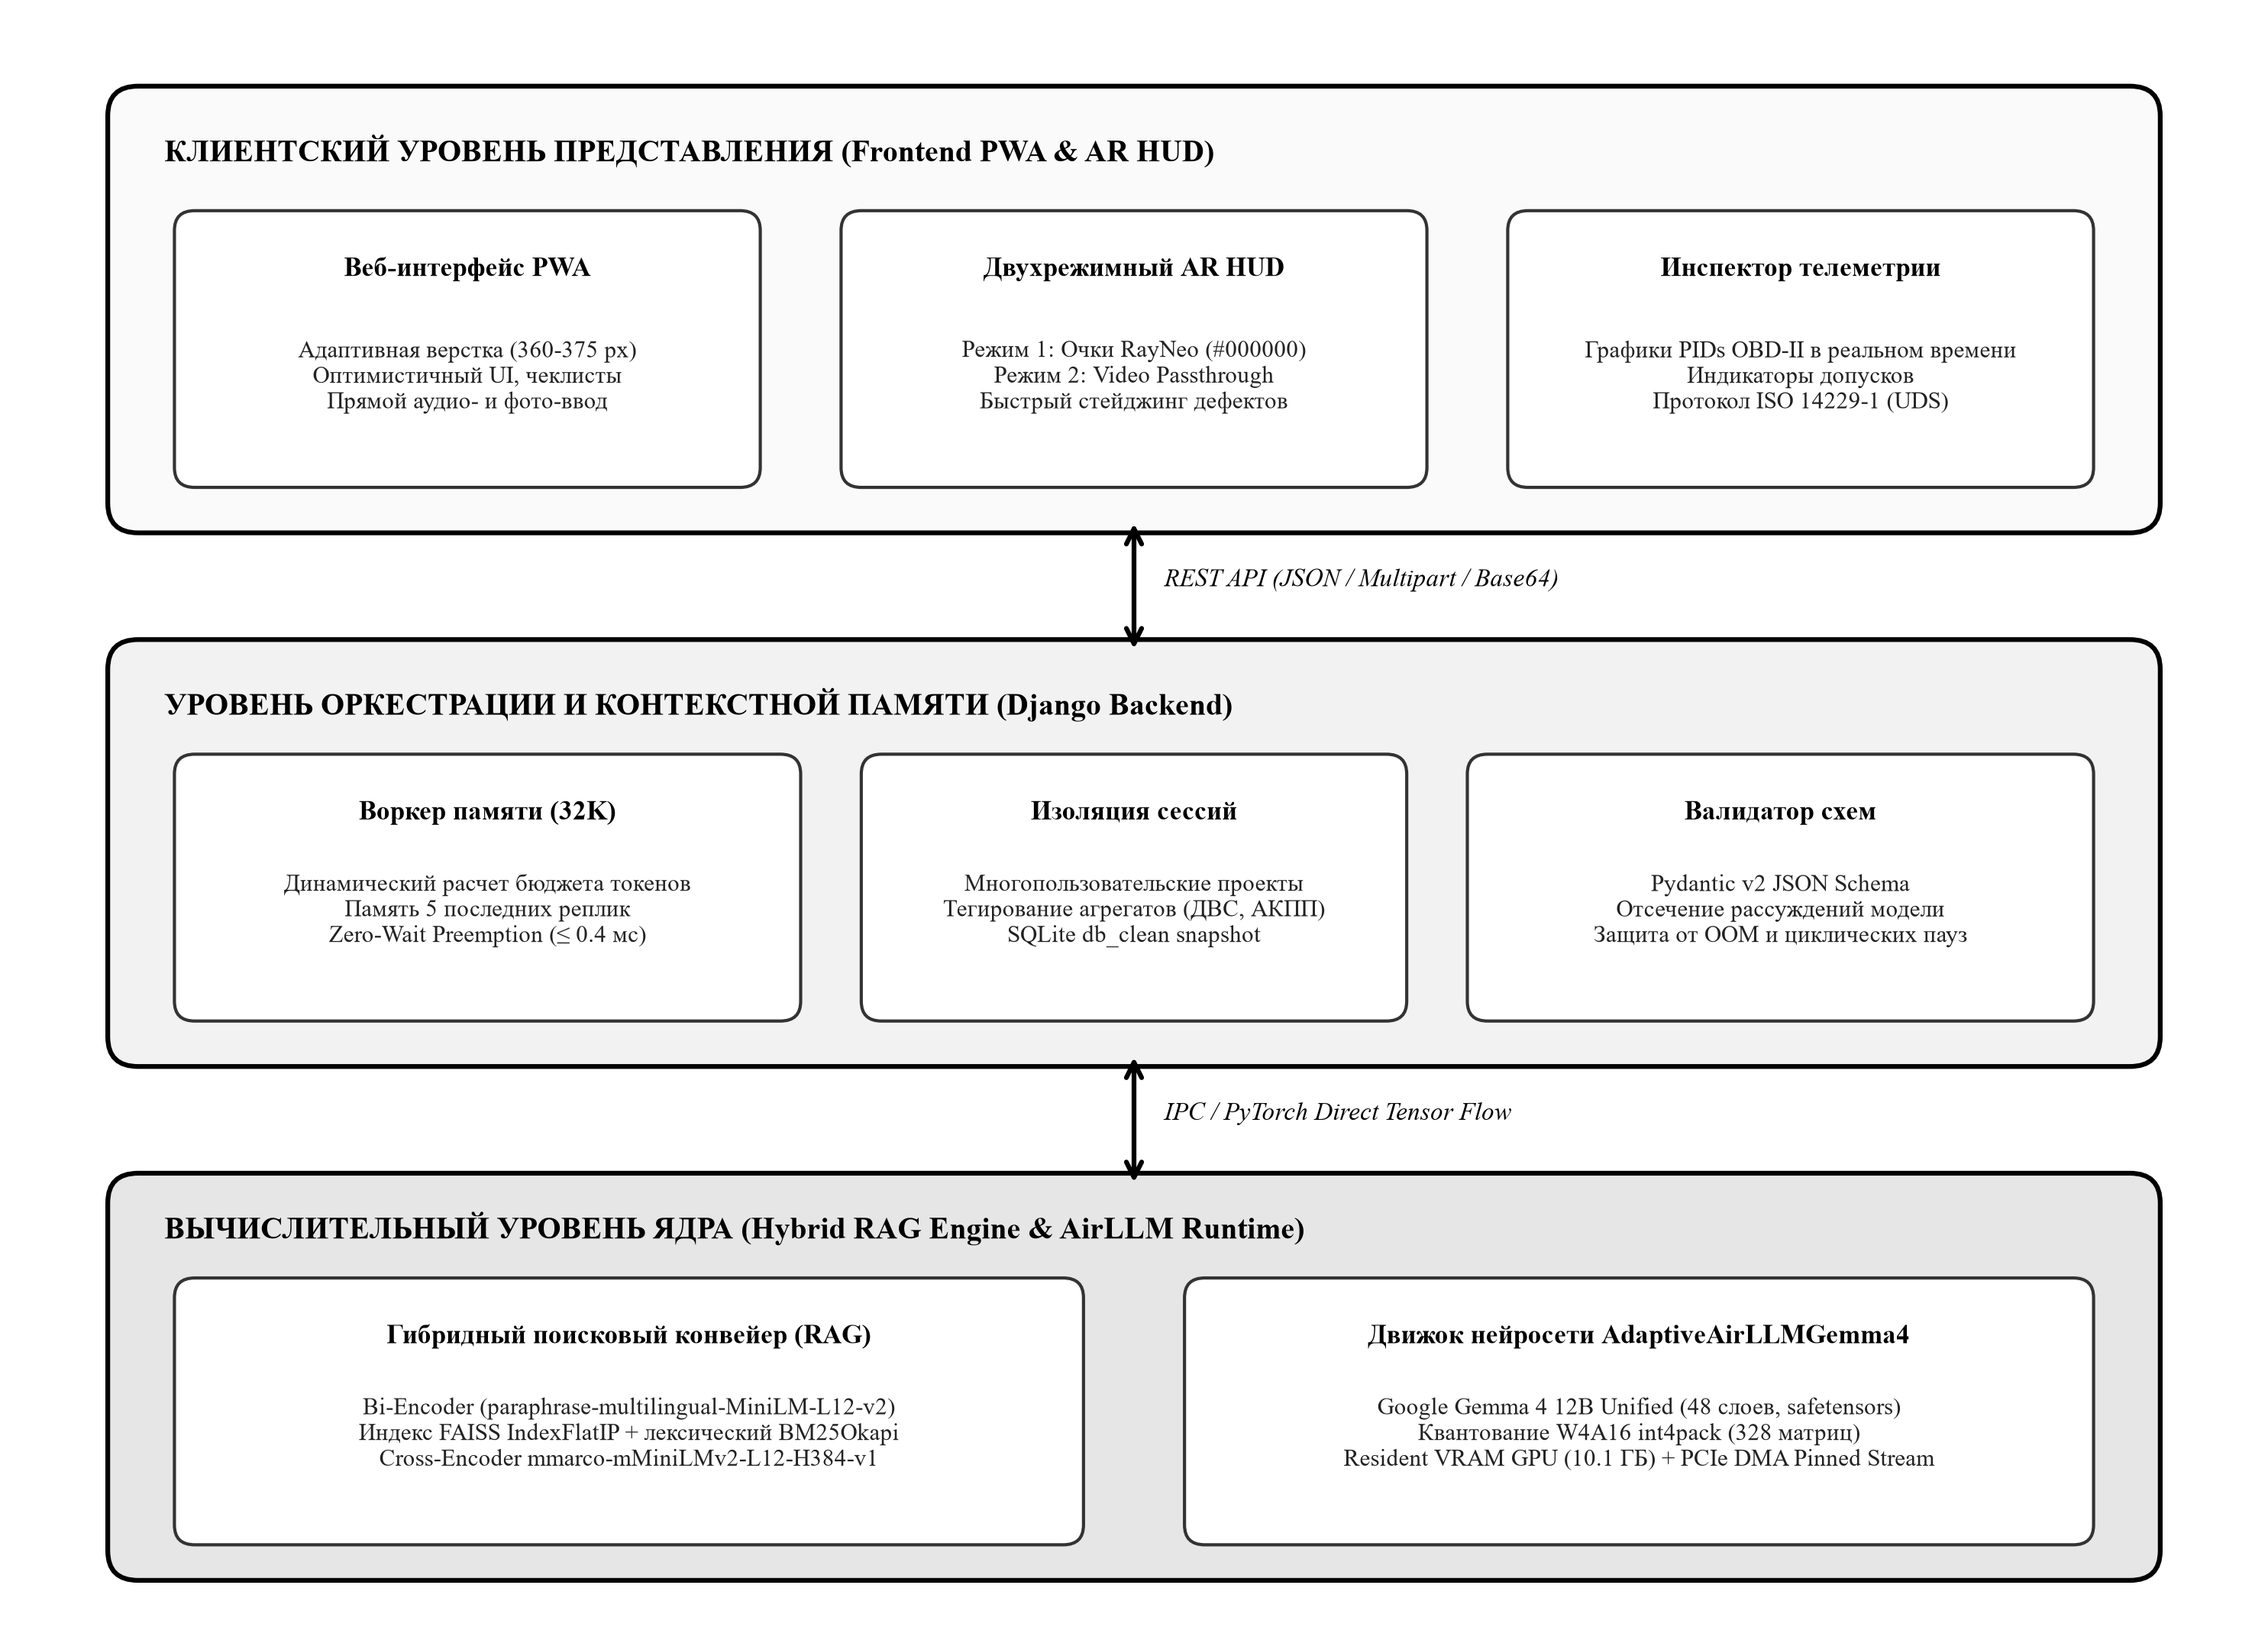 КЛИЕНТСКИЙ УРОВЕНЬ ПРЕДСТАВЛЕНИЯ (Frontend PWA & AR HUD)
Веб-интерфейс PWA
Адаптивная верстка (360-375 px)
Оптимистичный UI, чеклисты
Прямой аудио- и фото-ввод
Двухрежимный AR HUD
Режим 1: Очки RayNeo (#000000)
Режим 2: Video Passthrough
Быстрый стейджинг дефектов
Инспектор телеметрии
Графики PIDs OBD-II в реальном времени
Индикаторы допусков
Протокол ISO 14229-1 (UDS)
REST API (JSON / Multipart / Base64)
УРОВЕНЬ ОРКЕСТРАЦИИ И КОНТЕКСТНОЙ ПАМЯТИ (Django Backend)
Воркер памяти (32K)
Динамический расчет бюджета токенов
Память 5 последних реплик
Zero-Wait Preemption (≤ 0.4 мс)
Изоляция сессий
Многопользовательские проекты
Тегирование агрегатов (ДВС, АКПП)
SQLite db_clean snapshot
Валидатор схем
Pydantic v2 JSON Schema
Отсечение рассуждений модели
Защита от OOM и циклических пауз
IPC / PyTorch Direct Tensor Flow
ВЫЧИСЛИТЕЛЬНЫЙ УРОВЕНЬ ЯДРА (Hybrid RAG Engine & AirLLM Runtime)
Гибридный поисковый конвейер (RAG)
Bi-Encoder (paraphrase-multilingual-MiniLM-L12-v2)
Индекс FAISS IndexFlatIP + лексический BM25Okapi
Cross-Encoder mmarco-mMiniLMv2-L12-H384-v1
Движок нейросети AdaptiveAirLLMGemma4
Google Gemma 4 12B Unified (48 слоев, safetensors)
Квантование W4A16 int4pack (328 матриц)
Resident VRAM GPU (10.1 ГБ) + PCIe DMA Pinned Stream